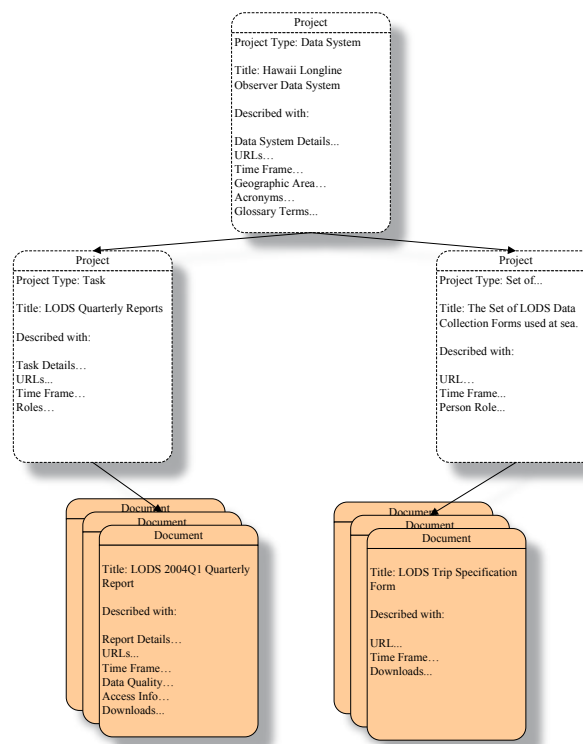 Project
Project Type: Data System
Title: Hawaii Longline
Observer Data System
Described with:
Data System Details...
URLs…
Time Frame…
Geographic Area…
Acronyms…
Glossary Terms...
Project
Project Type: Task
Title: LODS Quarterly Reports
Described with:
Task Details…
URLs...
Time Frame…
Roles…
Project
Project Type: Set of...
Title: The Set of LODS Data
Collection Forms used at sea.
Described with:
URL…
Time Frame...
Person Role...
Document
Document
Document
Title: LODS 2004Q1 Quarterly
Report
Described with:
Report Details…
URLs...
Time Frame…
Data Quality…
Access Info…
Downloads...
Document
Document
Document
Title: LODS Trip Specification
Form
Described with:
URL...
Time Frame…
Downloads...